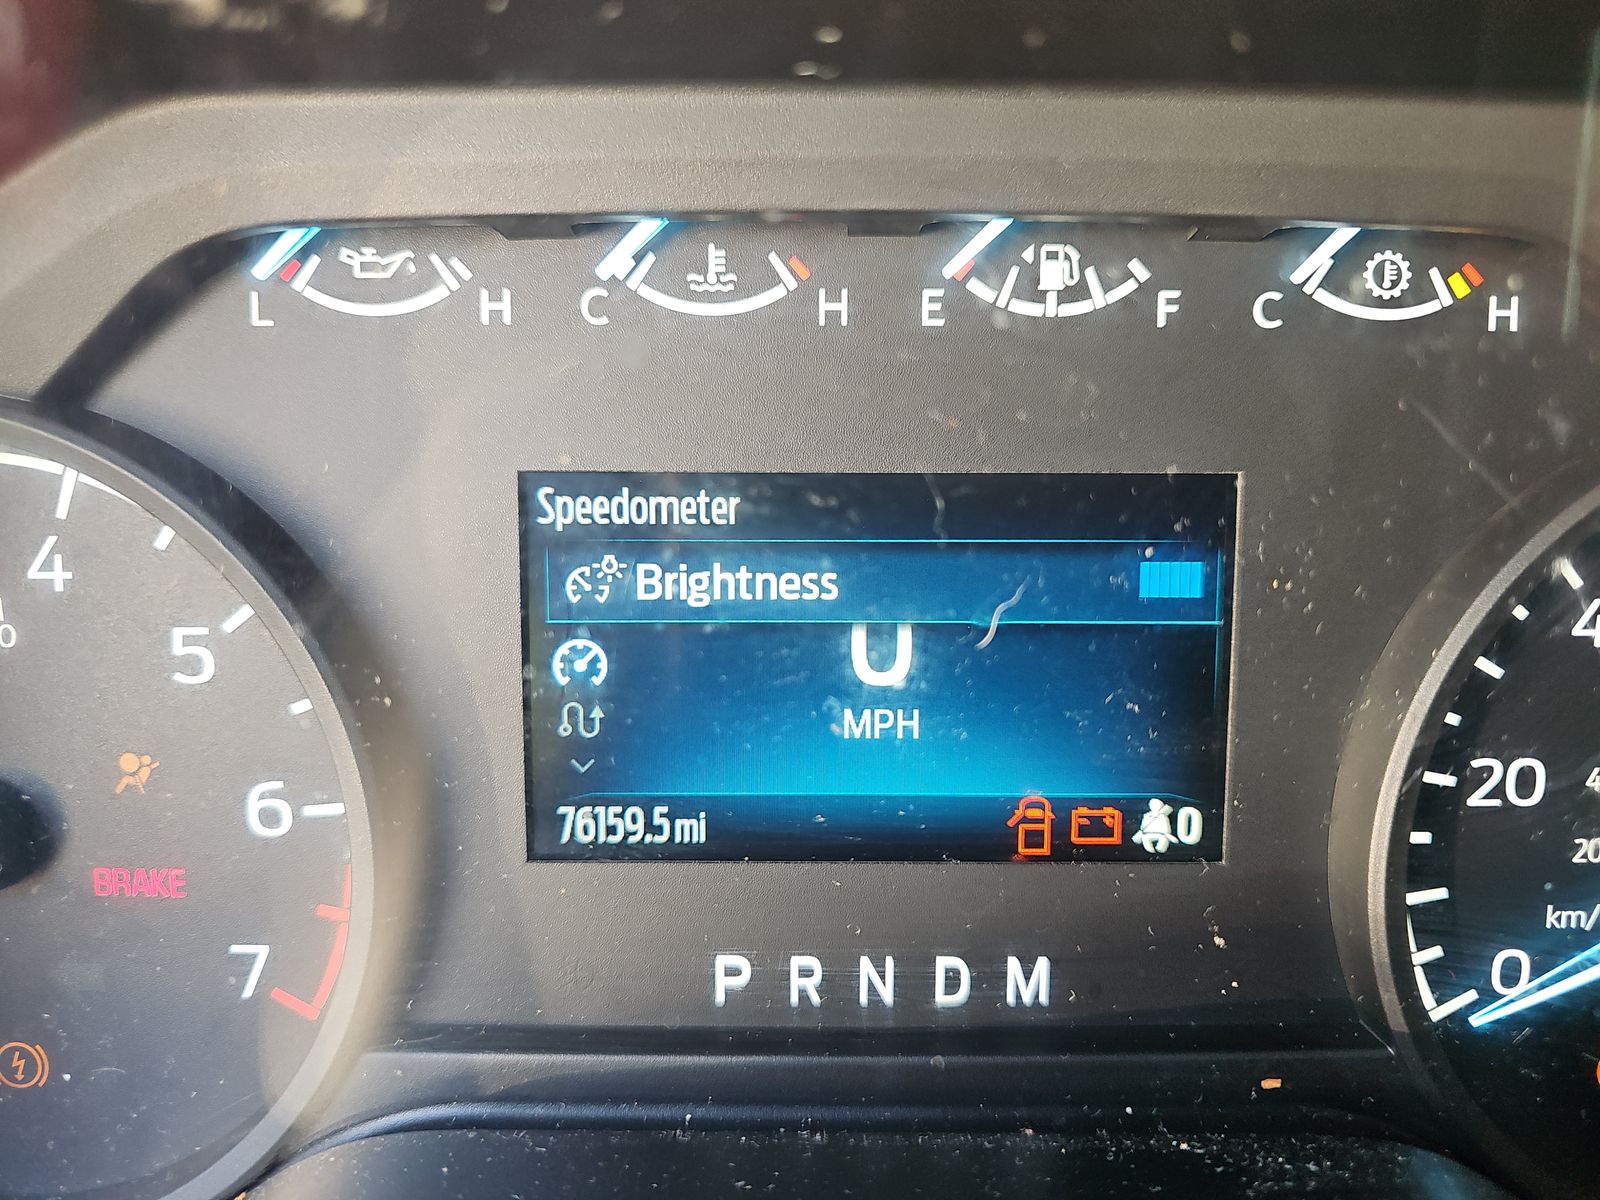 L H C H E F C H
Speedometer
Brightness
0
MPH
76159.5 mi
0
P R N D M
4
5
6
7
BRAKE
20
0
km/